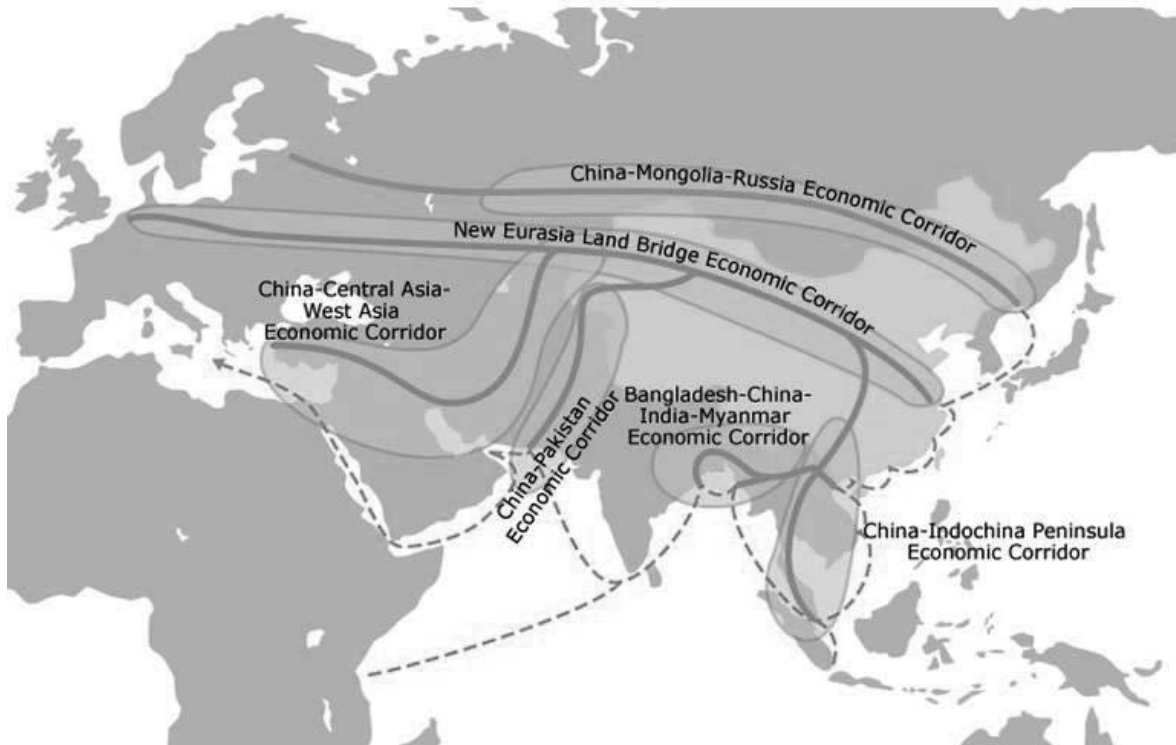 China-Mongolia-Russia Economic Corridor
New Eurasia Land Bridge Economic Corridor
China-Central Asia-
West Asia
Economic Corridor
China-Pakistan
Economic Corridor
Bangladesh-China-
India-Myanmar
Economic Corridor
China-Indochina Peninsula
Economic Corridor